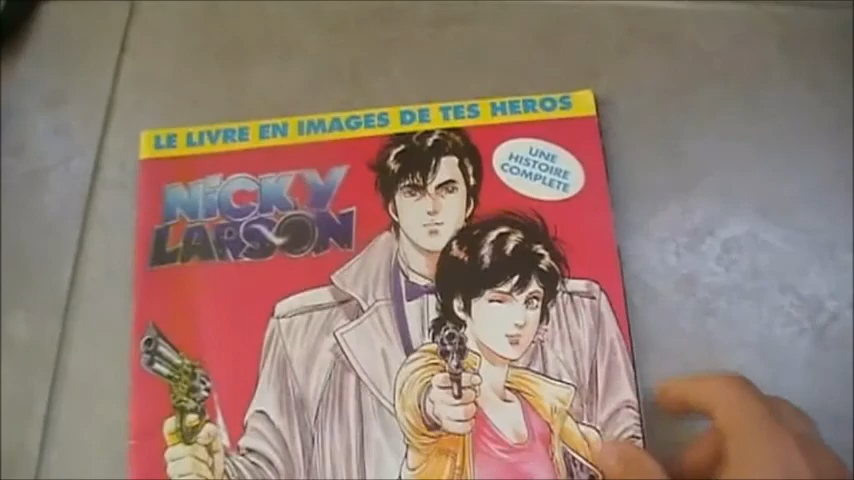 LE LIVRE EN IMAGES DE TES HEROS
UNE
HISTOIRE
COMPLETE
NICKY
LARSON